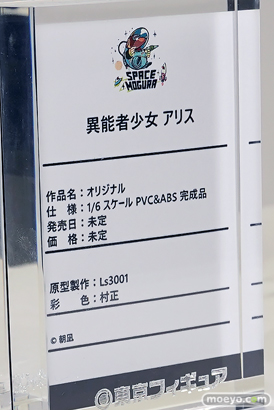 SPACE
MOGURA
異能者少女 アリス
作品名：オリジナル
仕　様：1/6 スケール PVC&ABS 完成品
発売日：未定
価　格：未定
原型製作：Ls3001
彩　色：村正
© 朝凪
東京フィギュア
moeyo.com